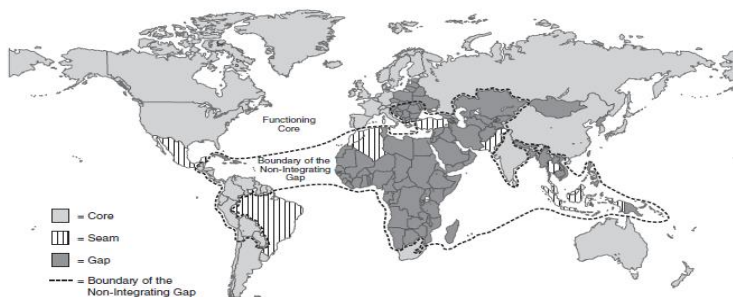 Functioning
Core
Boundary of the
Non-Integrating
Gap
= Core
= Seam
= Gap
= Boundary of the
Non-Integrating Gap